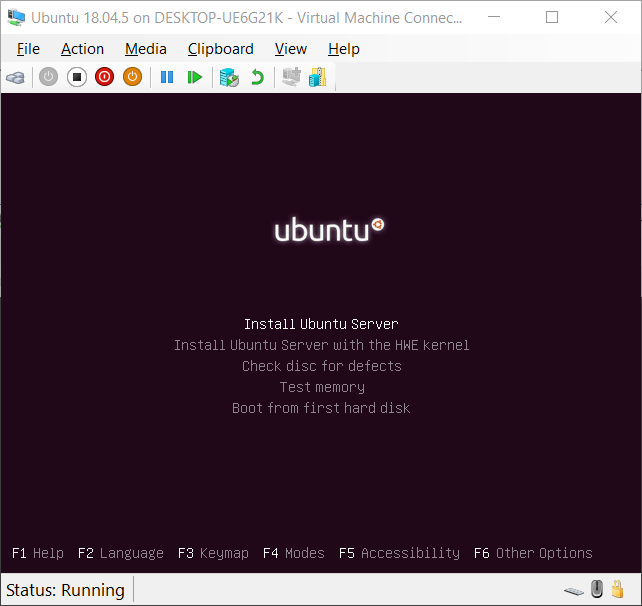 Ubuntu 18.04.5 on DESKTOP-UE6G21K - Virtual Machine Connec...
File Action Media Clipboard View Help
ubuntu
Install Ubuntu Server
Install Ubuntu Server with the HWE kernel
Check disc for defects
Test memory
Boot from first hard disk
F1 Help F2 Language F3 Keymap F4 Modes F5 Accessibility F6 Other Options
Status: Running